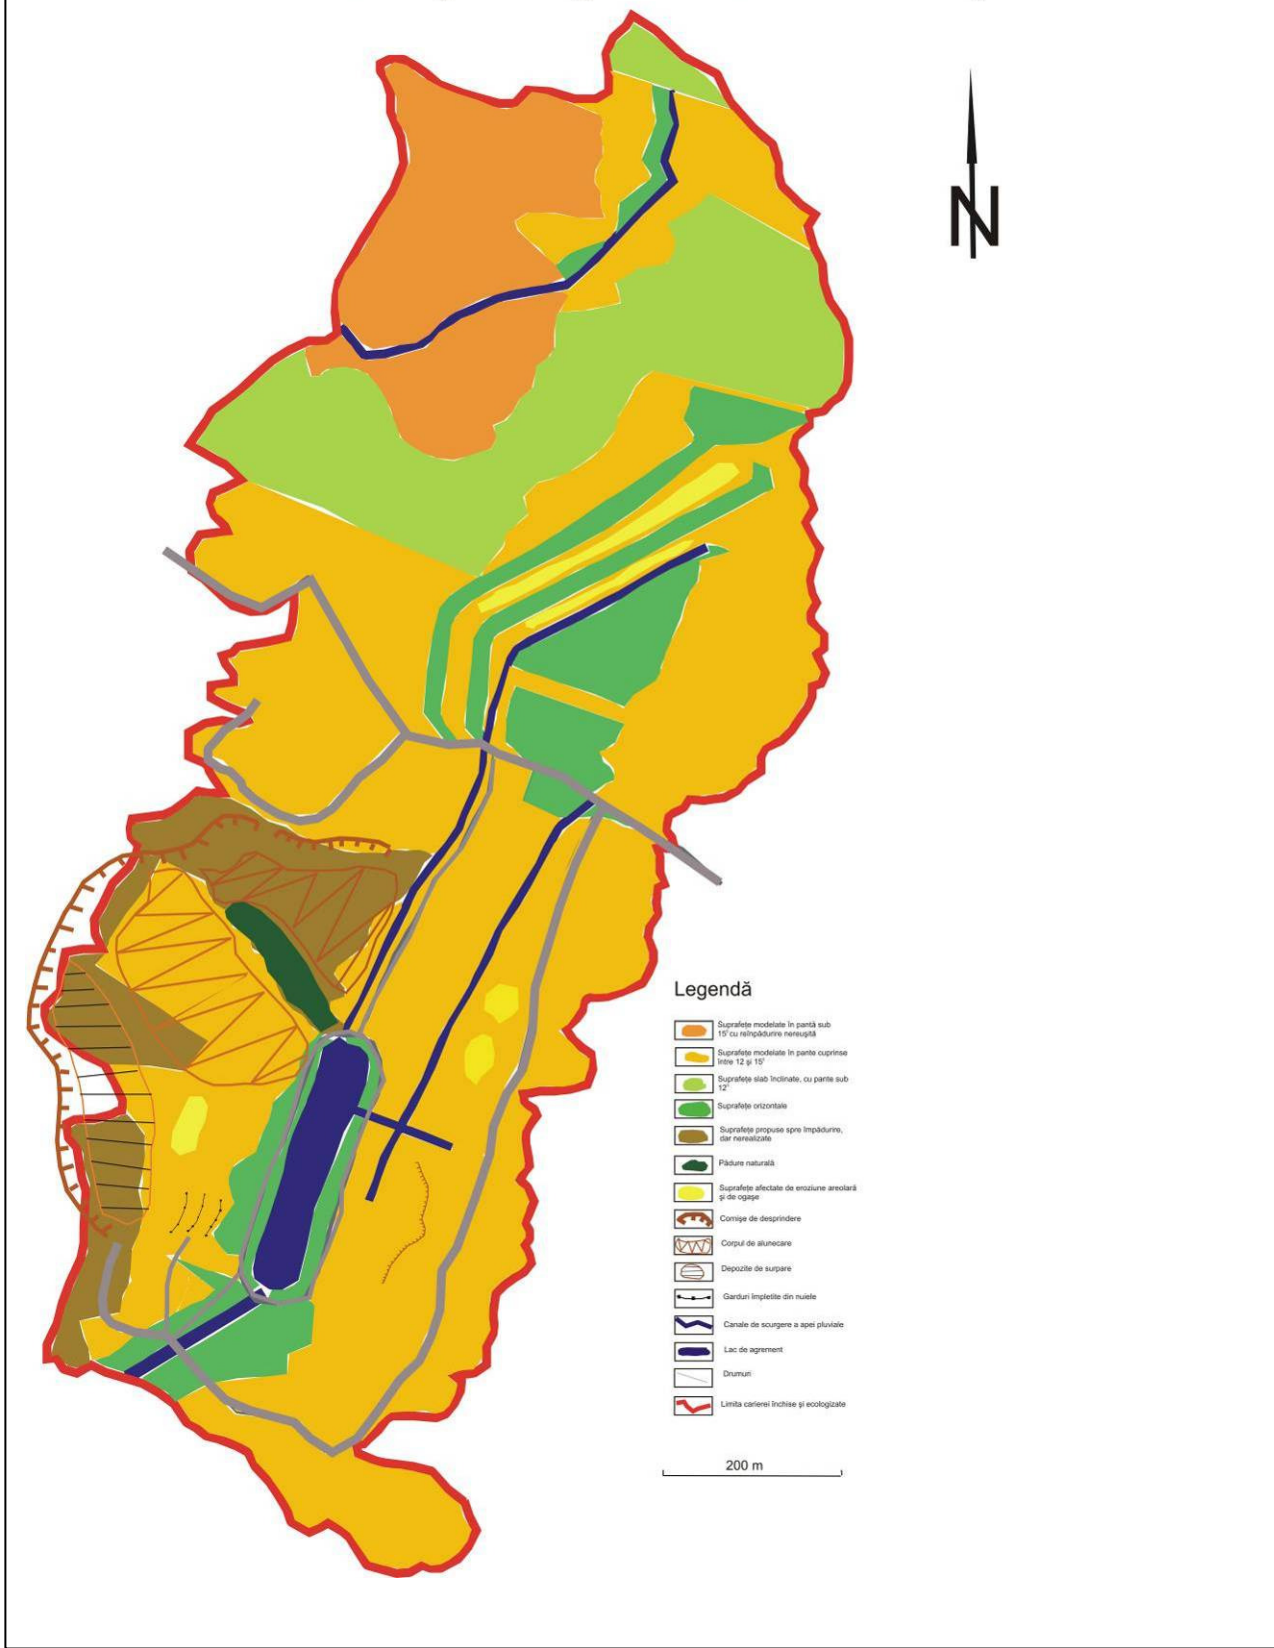 N
Legendă
Suprafețe modelate în pantă sub
15° cu reînpădurire nereușită
Suprafețe modelate în pante cuprinse
între 12 și 15°
Suprafețe slab înclinate, cu pante sub
12°
Suprafețe orizontale
Suprafețe propuse spre împădurire,
dar nerealizate
Pădure naturală
Suprafețe afectate de eroziune areolară
și de ogașe
Cornișe de desprindere
Corpul de alunecare
Depozite de surpare
Garduri împletite din nuiele
Canale de scurgere a apei pluviale
Lac de agrement
Drumuri
Limita carierei închise și ecologizate
200 m